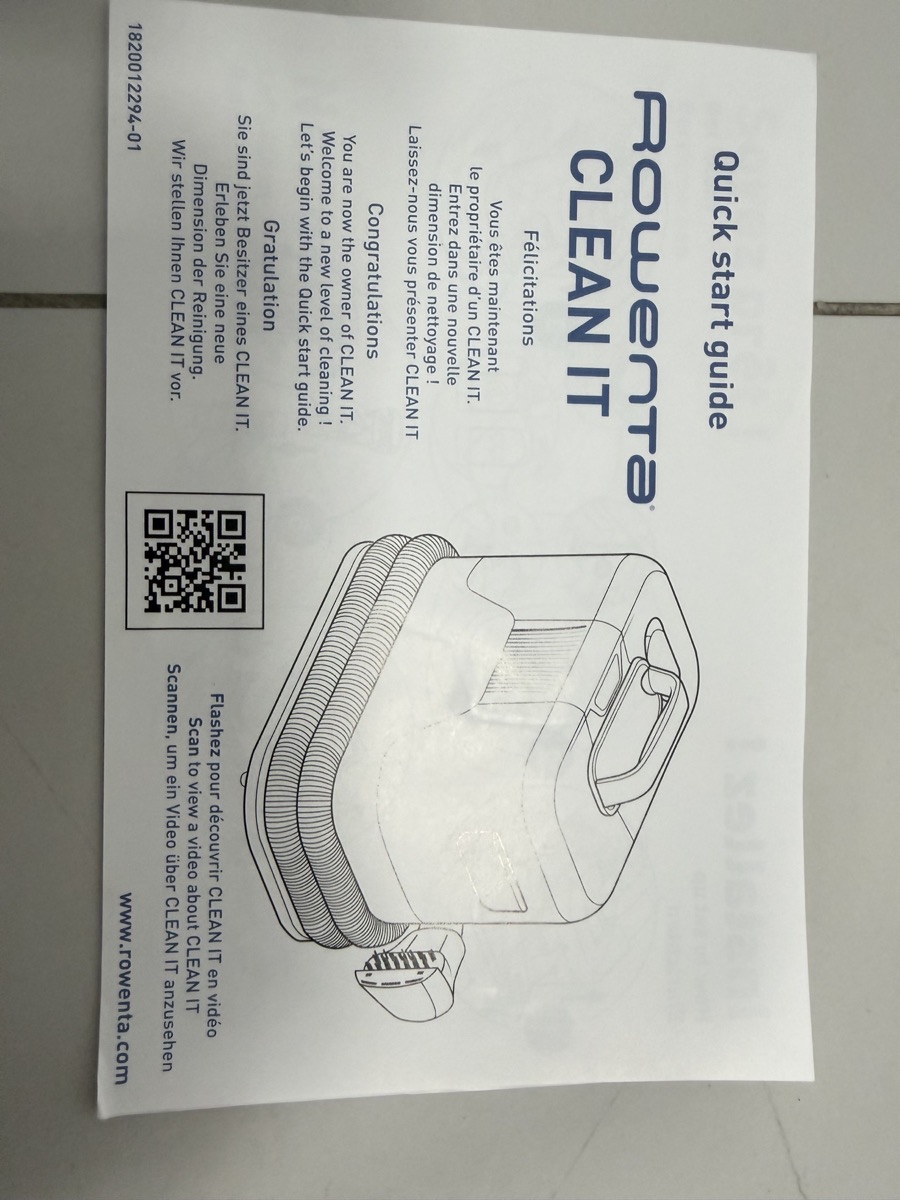 Quick start guide
Rowenta
CLEAN IT
Félicitations
Vous êtes maintenant
le propriétaire d'un CLEAN IT.
Entrez dans une nouvelle
dimension de nettoyage !
Laissez-nous vous présenter CLEAN IT
Congratulations
You are now the owner of CLEAN IT.
Welcome to a new level of cleaning !
Let's begin with the Quick start guide.
Gratulation
Sie sind jetzt Besitzer eines CLEAN IT.
Erleben Sie eine neue
Dimension der Reinigung.
Wir stellen Ihnen CLEAN IT vor.
1820012294-01
Flashez pour découvrir CLEAN IT en vidéo
Scan to view a video about CLEAN IT
Scannen, um ein Video über CLEAN IT anzusehen
www.rowenta.com